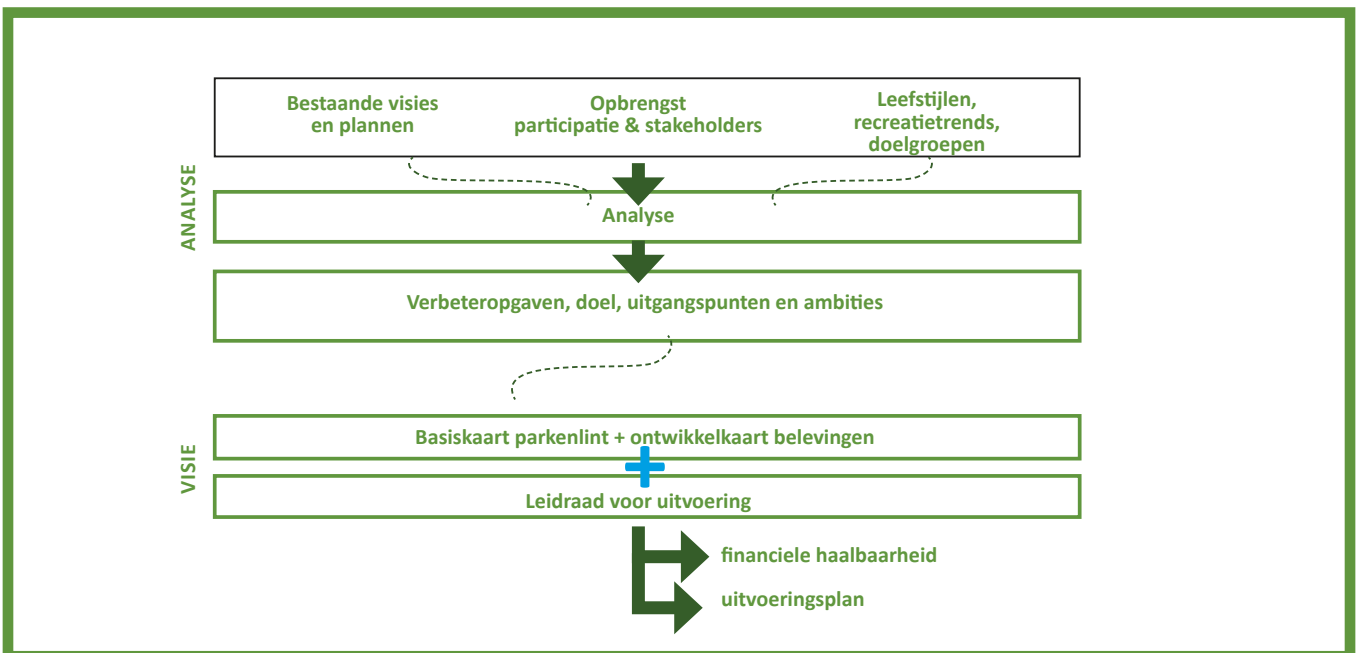 Bestaande visies
en plannen
Opbrengst
participatie & stakeholders
Leefstijlen,
recreatietrends,
doelgroepen
ANALYSE
Analyse
Verbeteropgaven, doel, uitgangspunten en ambities
VISIE
Basiskaart parkenlint + ontwikkelkaart belevingen
Leidraad voor uitvoering
financiele haalbaarheid
uitvoeringsplan